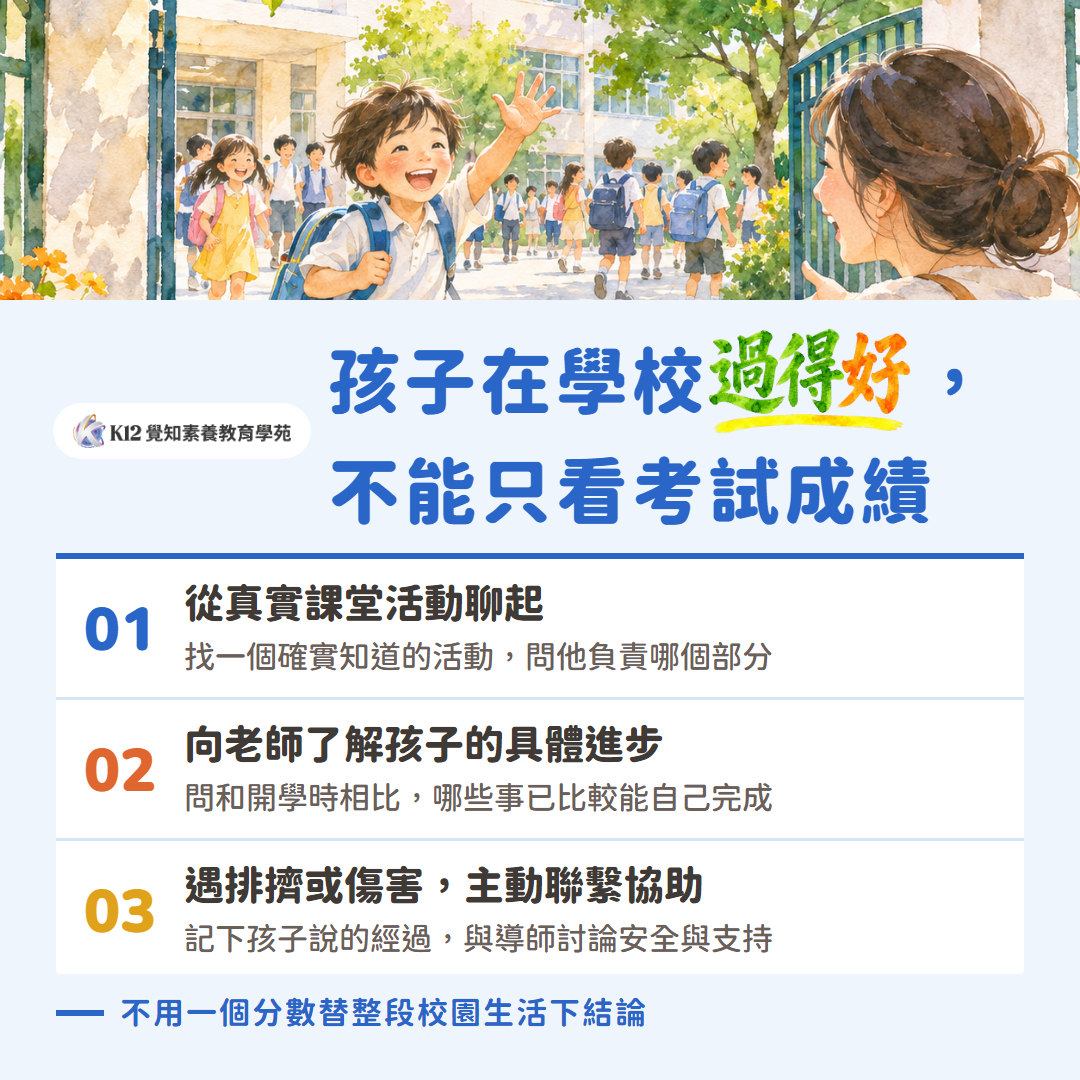 孩子在學校過得好，
K12 覺知素養教育學苑
不能只看考試成績
01
從真實課堂活動聊起
找一個確實知道的活動，問他負責哪個部分
02
向老師了解孩子的具體進步
問和開學時相比，哪些事已比較能自己完成
03
遇排擠或傷害，主動聯繫協助
記下孩子說的經過，與導師討論安全與支持
不用一個分數替整段校園生活下結論